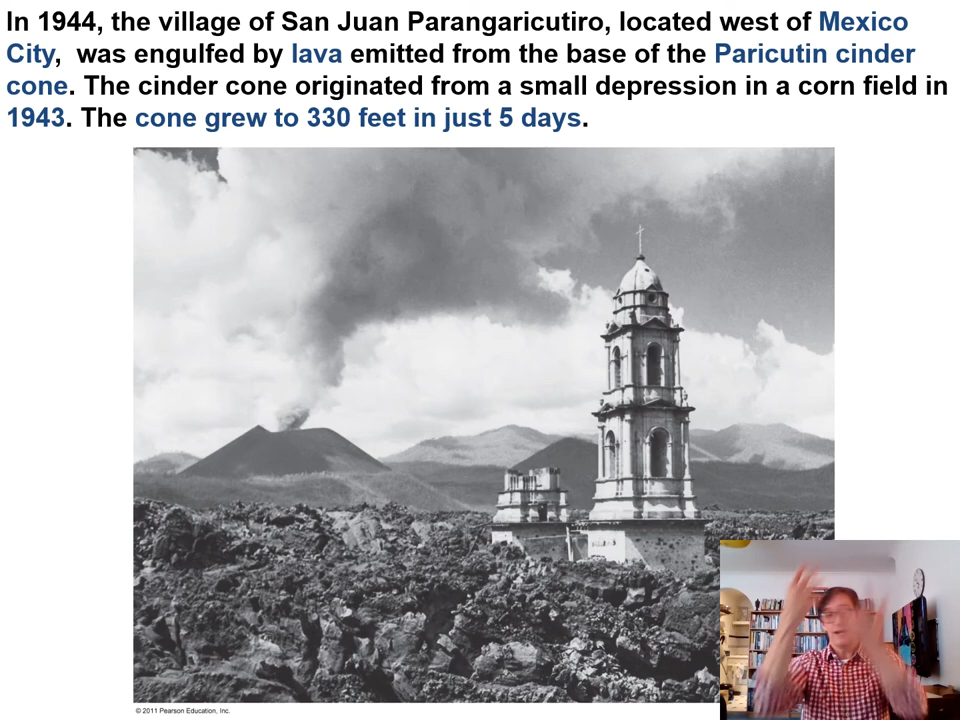 In 1944, the village of San Juan Parangaricutiro, located west of Mexico
City,  was engulfed by lava emitted from the base of the Paricutin cinder
cone. The cinder cone originated from a small depression in a corn field in
1943. The cone grew to 330 feet in just 5 days.
© 2011 Pearson Education, Inc.